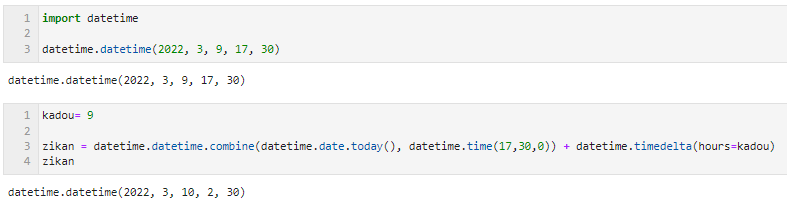 1 import datetime
2
3 datetime.datetime(2022, 3, 9, 17, 30)
datetime.datetime(2022, 3, 9, 17, 30)
1 kadou= 9
2
3 zikan = datetime.datetime.combine(datetime.date.today(), datetime.time(17,30,0)) + datetime.timedelta(hours=kadou)
4 zikan
datetime.datetime(2022, 3, 10, 2, 30)